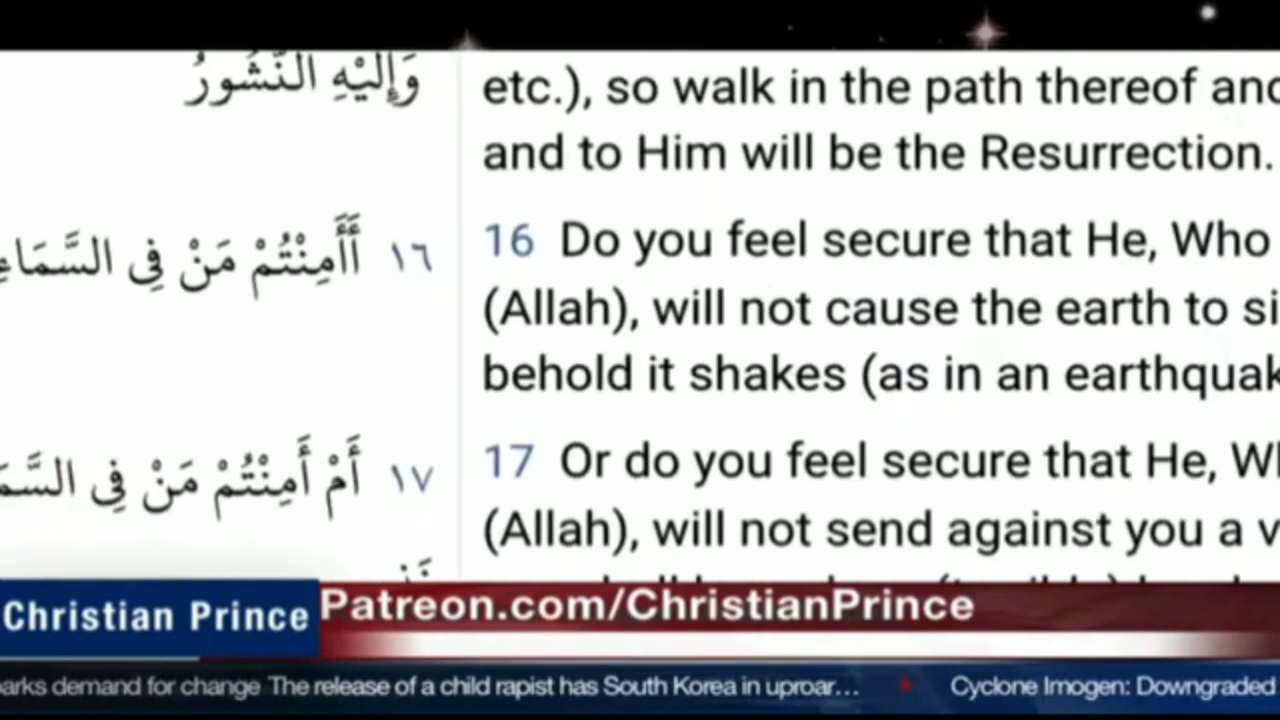 وَإِلَيْهِ النُّشُورُ
etc.), so walk in the path thereof and
and to Him will be the Resurrection.
١٦ أَأَمِنْتُمْ مَنْ فِى السَّمَاءِ
16 Do you feel secure that He, Who
(Allah), will not cause the earth to si
behold it shakes (as in an earthquak
١٧ أَمْ أَمِنْتُمْ مَنْ فِى السَّمَ
17 Or do you feel secure that He, Wh
(Allah), will not send against you a v
Christian Prince
Patreon.com/ChristianPrince
arks demand for change The release of a child rapist has South Korea in uproar... Cyclone Imogen: Downgraded